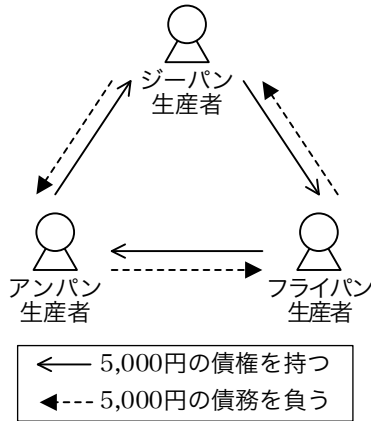 ジーパン
生産者
アンパン
生産者
フライパン
生産者
5,000円の債権を持つ
5,000円の債務を負う